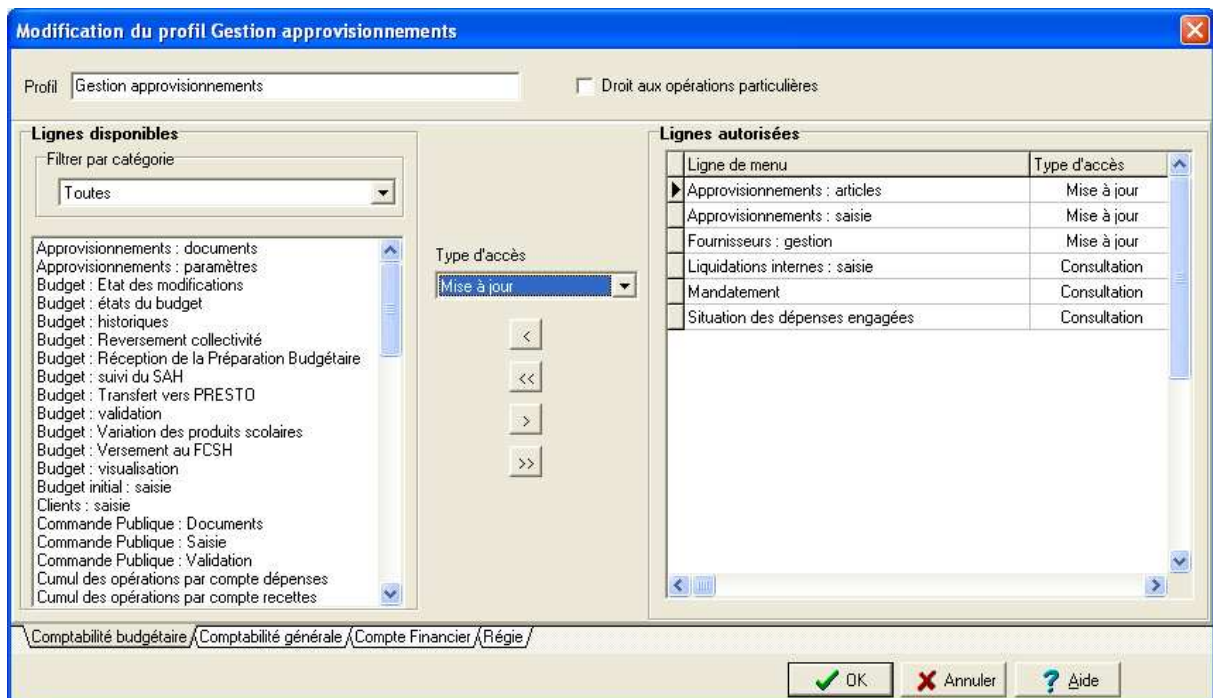 Modification du profil Gestion approvisionnements
Profil Gestion approvisionnements
Droit aux opérations particulières
Lignes disponibles
Filtrer par catégorie
Toutes
Approvisionnements : documents
Approvisionnements : paramètres
Budget : Etat des modifications
Budget : états du budget
Budget : historiques
Budget : Reversement collectivité
Budget : Réception de la Préparation Budgétaire
Budget : suivi du SAH
Budget : Transfert vers PRESTO
Budget : validation
Budget : Variation des produits scolaires
Budget : Versement au FCSH
Budget : visualisation
Budget initial : saisie
Clients : saisie
Commande Publique : Documents
Commande Publique : Saisie
Commande Publique : Validation
Cumul des opérations par compte dépenses
Cumul des opérations par compte recettes
Type d'accès
Mise à jour
<
<<
>
>>
Lignes autorisées
Ligne de menu Type d'accès
Approvisionnements : articles Mise à jour
Approvisionnements : saisie Mise à jour
Fournisseurs : gestion Mise à jour
Liquidations internes : saisie Consultation
Mandatement Consultation
Situation des dépenses engagées Consultation
Comptabilité budgétaire Comptabilité générale Compte Financier Régie
OK Annuler ? Aide